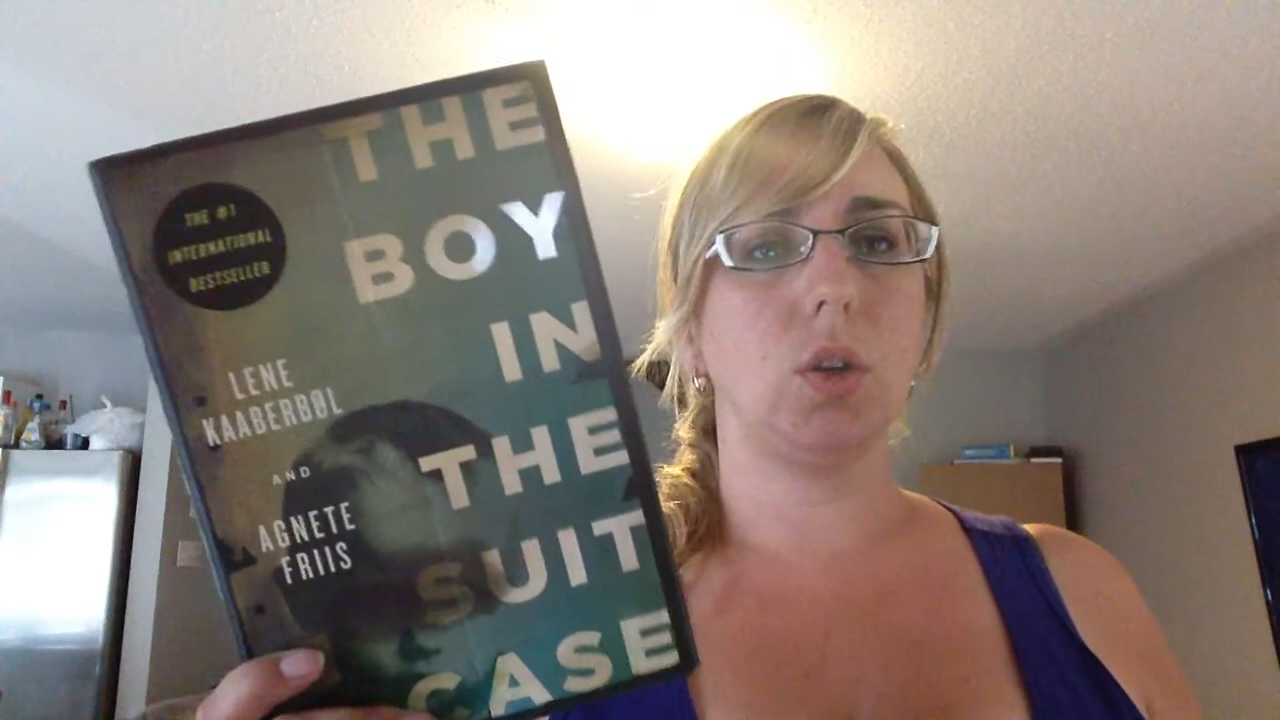 THE #1
INTERNATIONAL
BESTSELLER
THE
BOY
IN
THE
SUIT
CASE
LENE
KAABERBØL
AND
AGNETE
FRIIS